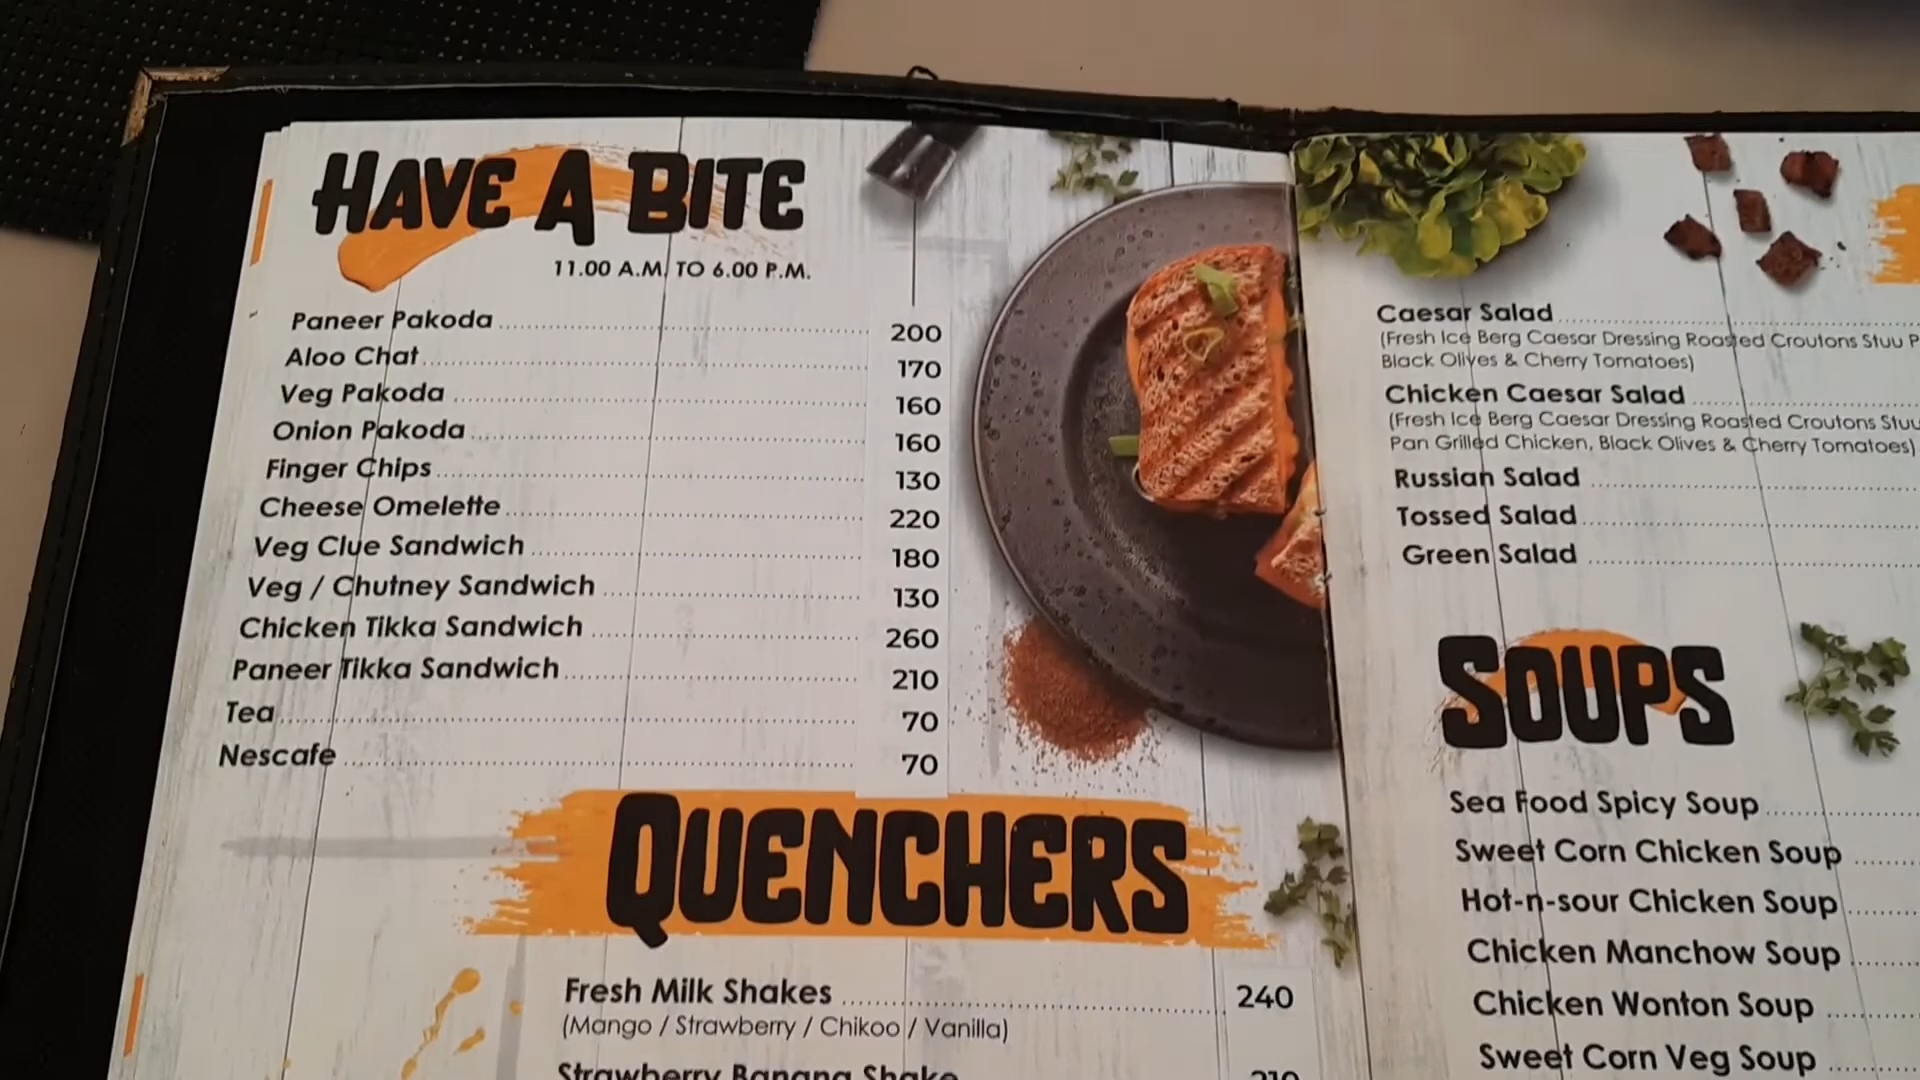 HAVE A BITE
11.00 A.M. TO 6.00 P.M.
Paneer Pakoda 200
Aloo Chat 170
Veg Pakoda 160
Onion Pakoda 160
Finger Chips 130
Cheese Omelette 220
Veg Clue Sandwich 180
Veg / Chutney Sandwich 130
Chicken Tikka Sandwich 260
Paneer Tikka Sandwich 210
Tea 70
Nescafe 70
QUENCHERS
Fresh Milk Shakes 240
(Mango / Strawberry / Chikoo / Vanilla)
Strawberry Banana Shake 210
Caesar Salad
(Fresh Ice Berg Caesar Dressing Roasted Croutons Stuu P
Black Olives & Cherry Tomatoes)
Chicken Caesar Salad
(Fresh Ice Berg Caesar Dressing Roasted Croutons Stuu
Pan Grilled Chicken, Black Olives & Cherry Tomatoes)
Russian Salad
Tossed Salad
Green Salad
SOUPS
Sea Food Spicy Soup
Sweet Corn Chicken Soup
Hot-n-sour Chicken Soup
Chicken Manchow Soup
Chicken Wonton Soup
Sweet Corn Veg Soup